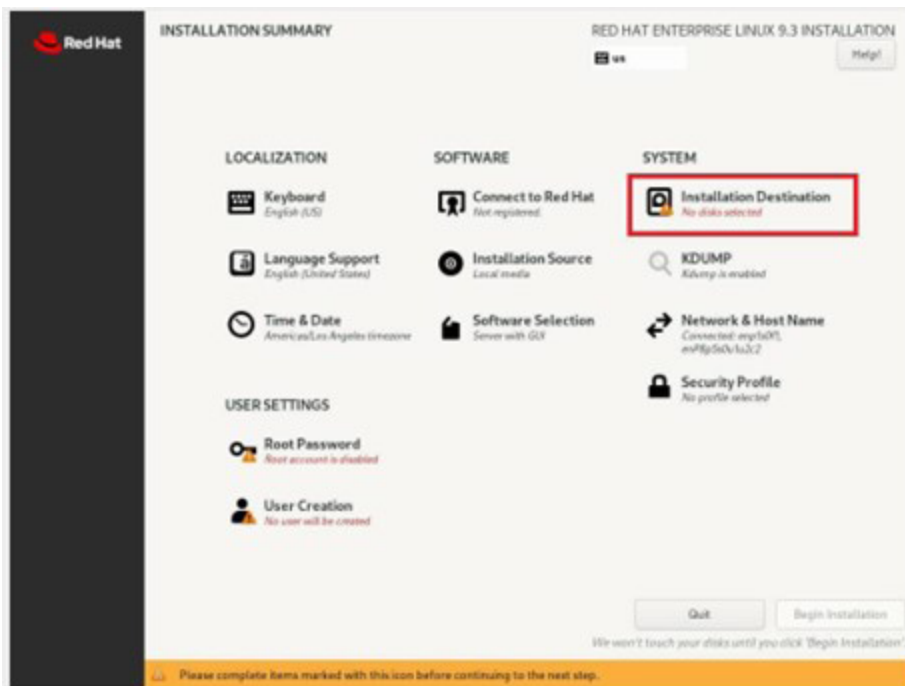 Red Hat
INSTALLATION SUMMARY
RED HAT ENTERPRISE LINUX 9.3 INSTALLATION
us
Help!
LOCALIZATION
Keyboard
English (US)
Language Support
English (United States)
Time & Date
Americas/Los Angeles timezone
USER SETTINGS
Root Password
Root account is disabled
User Creation
No user will be created
SOFTWARE
Connect to Red Hat
Not registered.
Installation Source
Local media
Software Selection
Server with GUI
SYSTEM
Installation Destination
No disks selected
KDUMP
Kdump is enabled
Network & Host Name
Connected:
Security Profile
No profile selected
Quit
Begin Installation
We won't touch your disks until you click 'Begin Installation'
Please complete items marked with this icon before continuing to the next step.